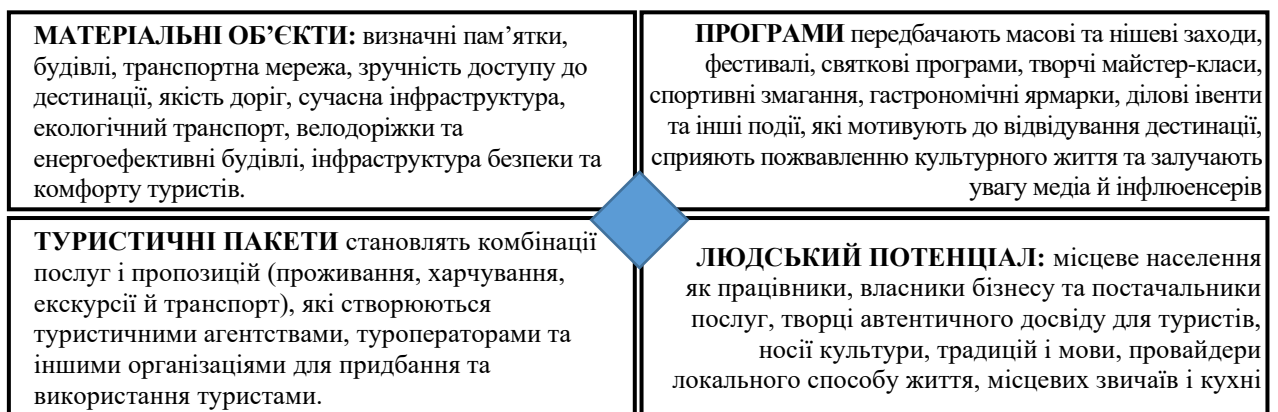 МАТЕРІАЛЬНІ ОБ’ЄКТИ: визначні пам’ятки,
будівлі, транспортна мережа, зручність доступу до
дестинації, якість доріг, сучасна інфраструктура,
екологічний транспорт, велодоріжки та
енергоефективні будівлі, інфраструктура безпеки та
комфорту туристів.
ПРОГРАМИ передбачають масові та нішеві заходи,
фестивалі, святкові програми, творчі майстер-класи,
спортивні змагання, гастрономічні ярмарки, ділові івенти
та інші події, які мотивують до відвідування дестинації,
сприяють пожвавленню культурного життя та залучають
увагу медіа й інфлюенсерів
ТУРИСТИЧНІ ПАКЕТИ становлять комбінації
послуг і пропозицій (проживання, харчування,
екскурсії й транспорт), які створюються
туристичними агентствами, туроператорами та
іншими організаціями для придбання та
використання туристами.
ЛЮДСЬКИЙ ПОТЕНЦІАЛ: місцеве населення
як працівники, власники бізнесу та постачальники
послуг, творці автентичного досвіду для туристів,
носії культури, традицій і мови, провайдери
локального способу життя, місцевих звичаїв і кухні